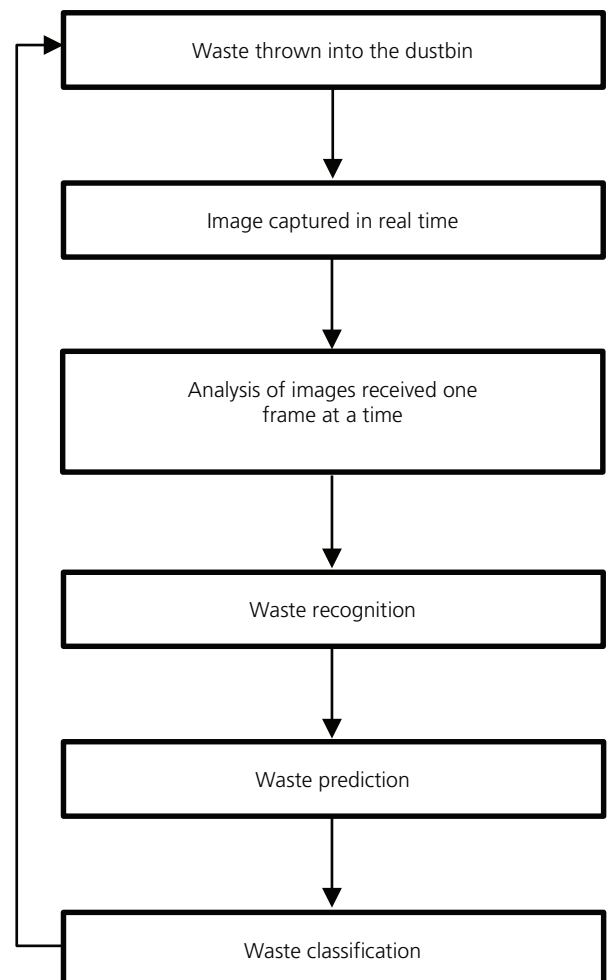 Waste thrown into the dustbin
Image captured in real time
Analysis of images received one
frame at a time
Waste recognition
Waste prediction
Waste classification